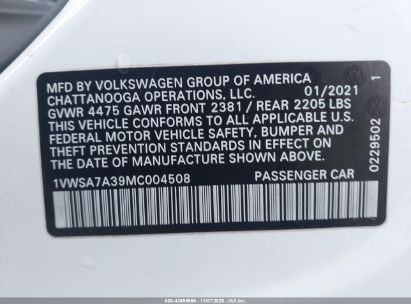 MFD BY VOLKSWAGEN GROUP OF AMERICA
CHATTANOOGA OPERATIONS, LLC. 01/2021
GVWR 4475 GAWR FRONT 2381 / REAR 2205 LBS
THIS VEHICLE CONFORMS TO ALL APPLICABLE U.S.
FEDERAL MOTOR VEHICLE SAFETY, BUMPER AND
THEFT PREVENTION STANDARDS IN EFFECT ON THE
DATE OF MANUFACTURE SHOWN ABOVE
1VWSA7A39MC004508 PASSENGER CAR
0229502 1